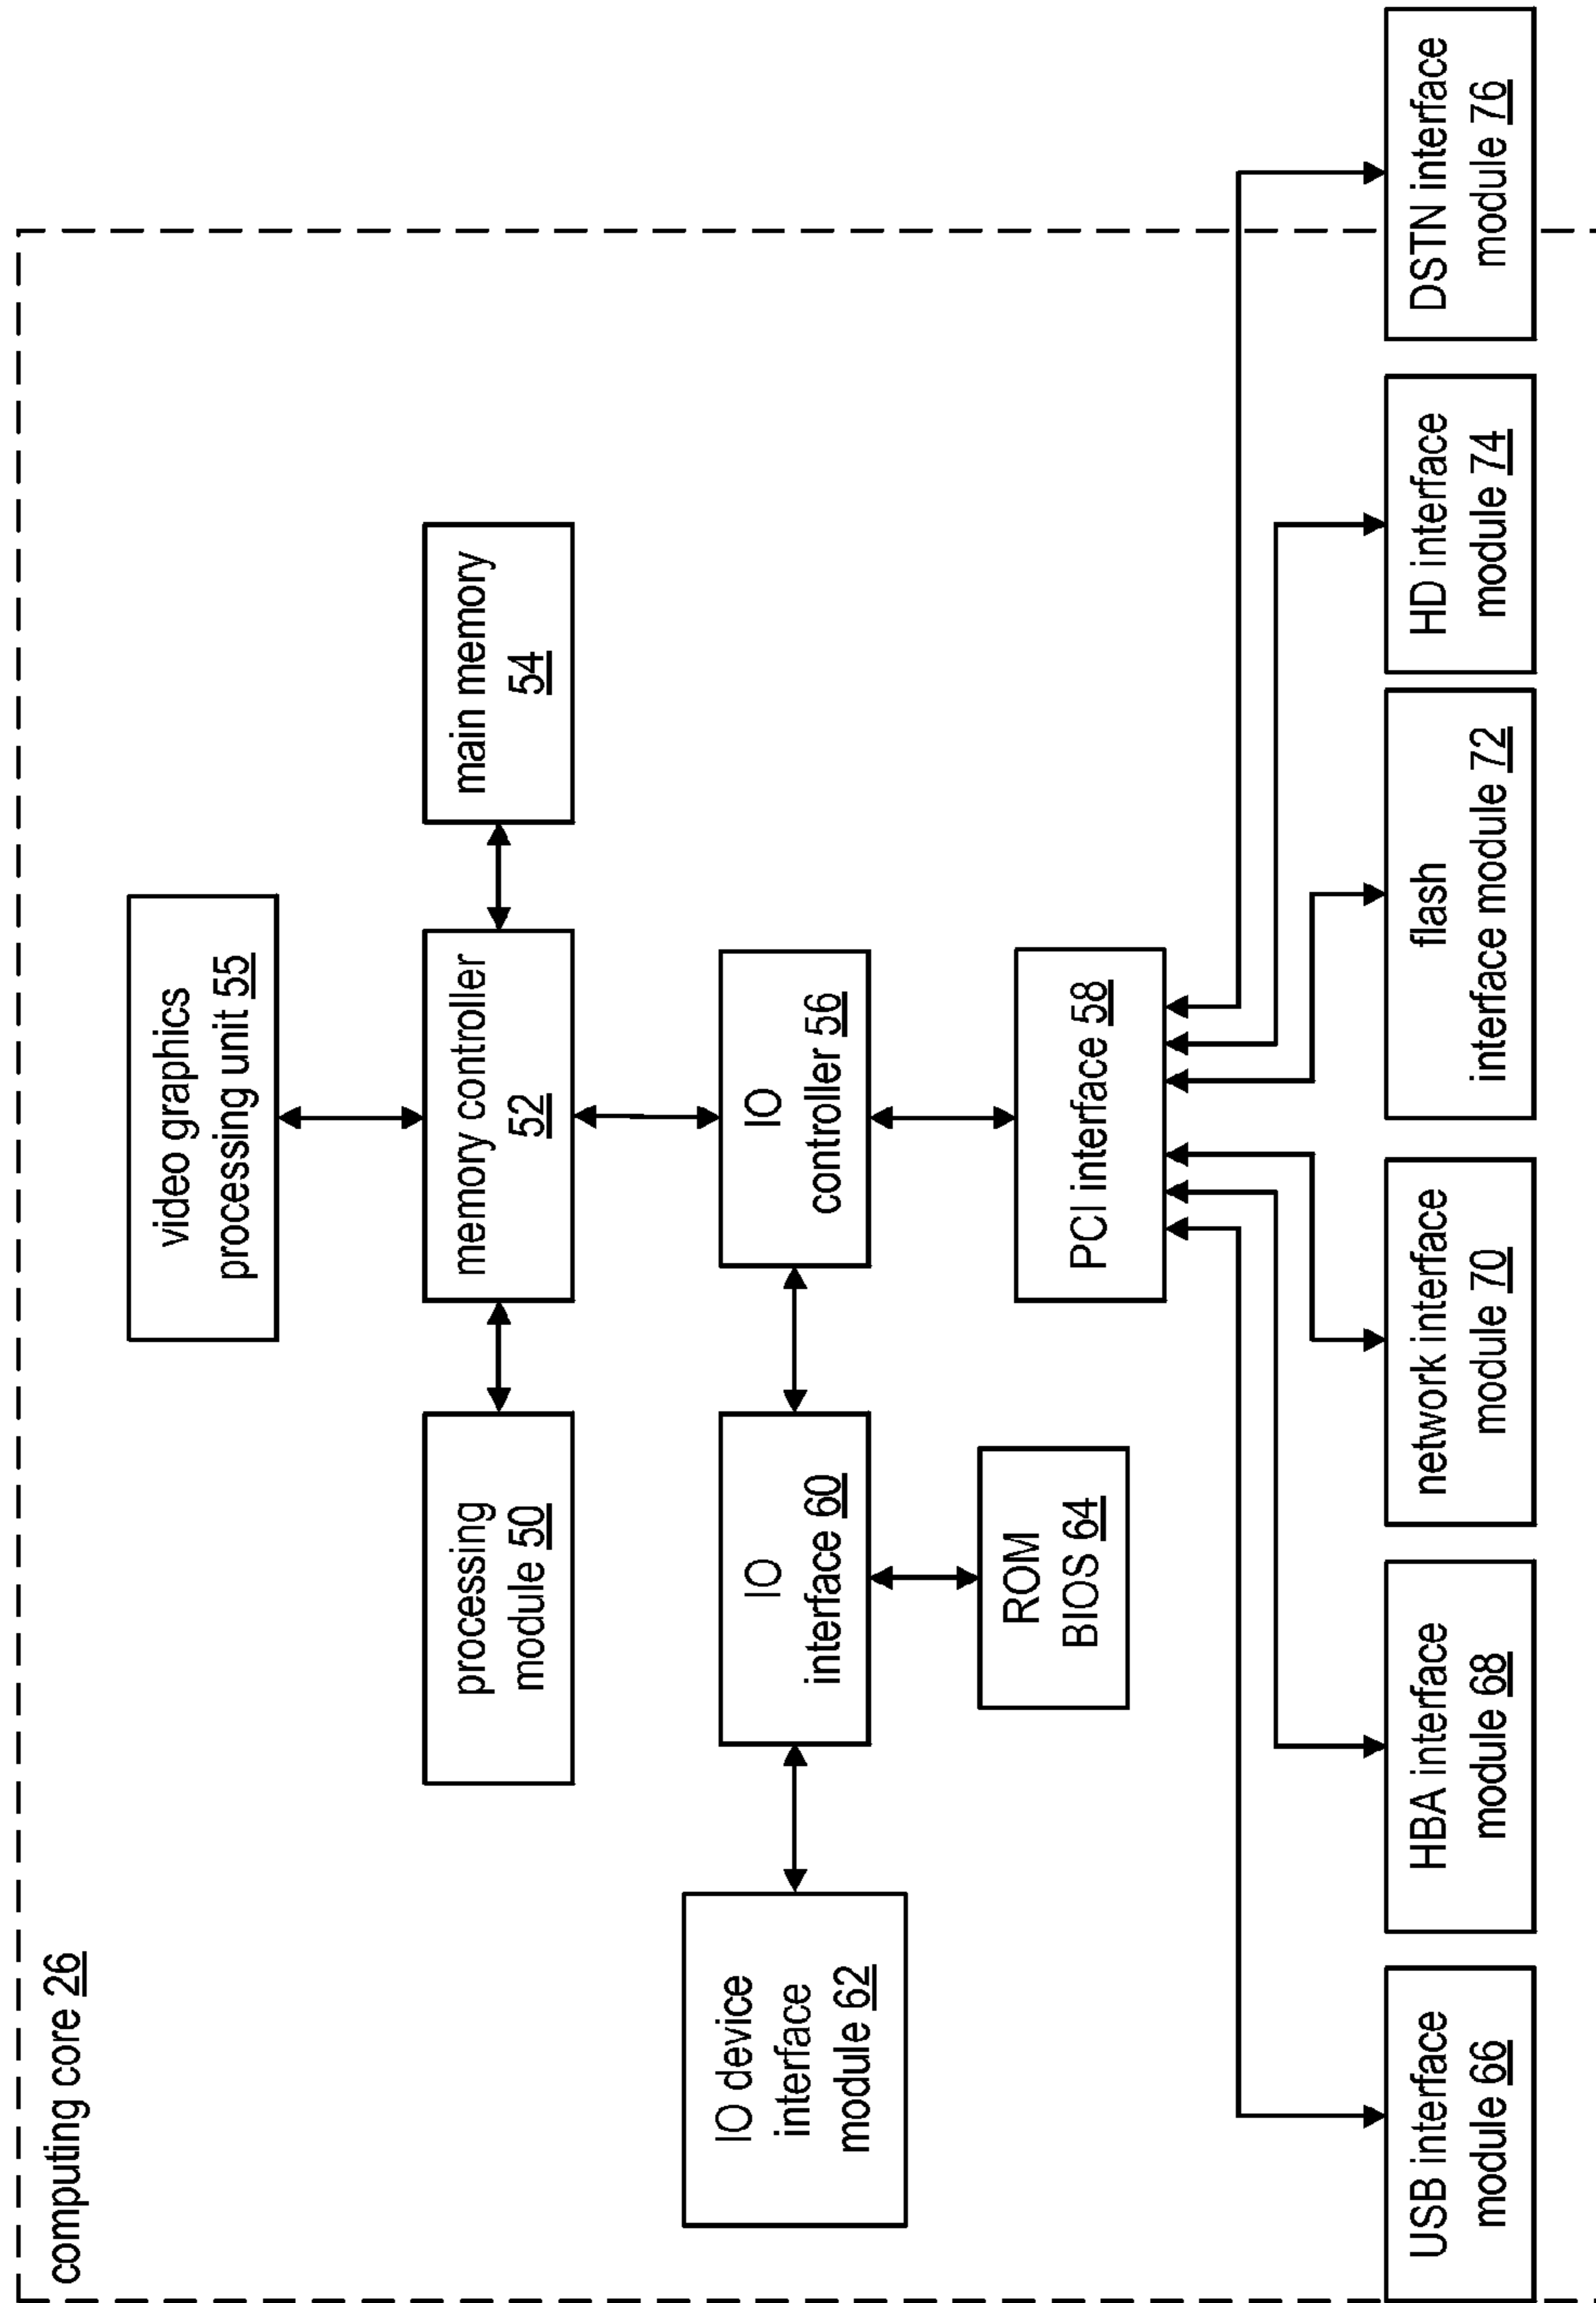 computing core 26
video graphics
processing unit 55
processing
module 50
memory controller
52
main memory
54
IO device
interface
module 62
IO
interface 60
IO
controller 56
ROM
BIOS 64
PCI interface 58
USB interface
module 66
HBA interface
module 68
network interface
module 70
flash
interface module 72
HD interface
module 74
DSTN interface
module 76